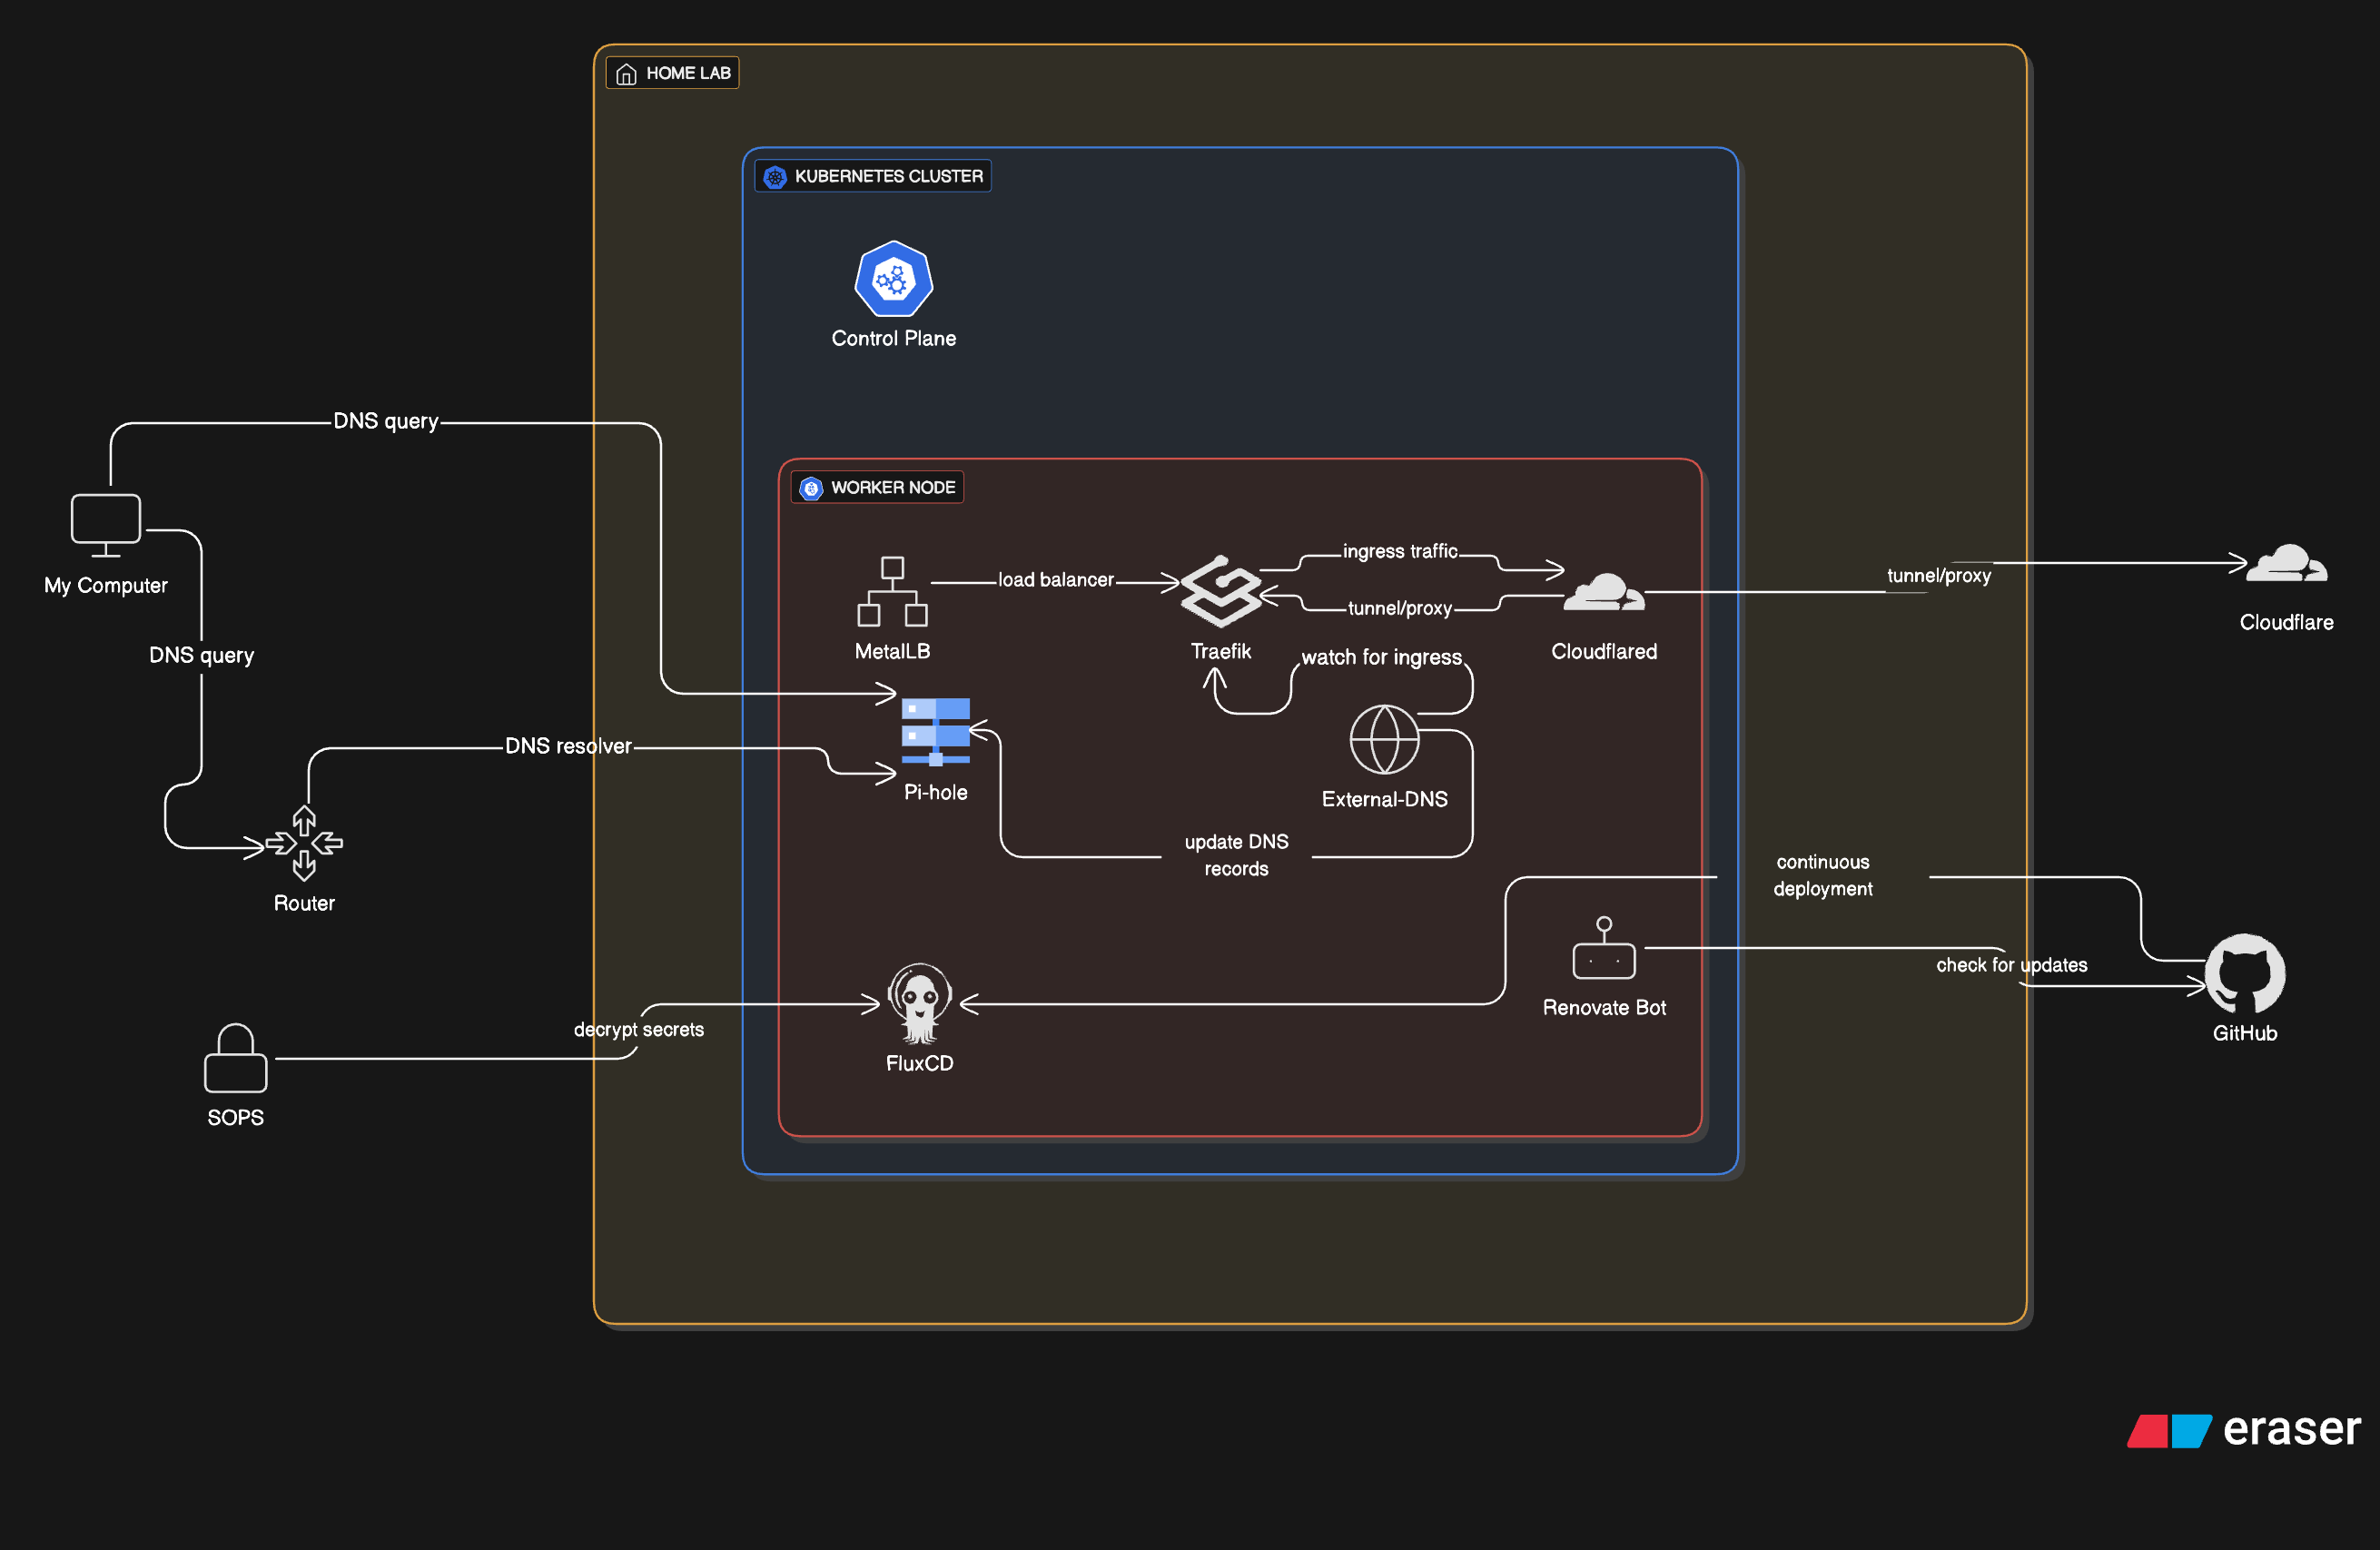 HOME LAB
KUBERNETES CLUSTER
Control Plane
DNS query
WORKER NODE
My Computer
DNS query
MetalLB
load balancer
Traefik
ingress traffic
tunnel/proxy
Cloudflared
tunnel/proxy
Cloudflare
watch for ingress
DNS resolver
Pi-hole
External-DNS
update DNS
records
Router
continuous
deployment
check for updates
Renovate Bot
GitHub
decrypt secrets
FluxCD
SOPS
eraser